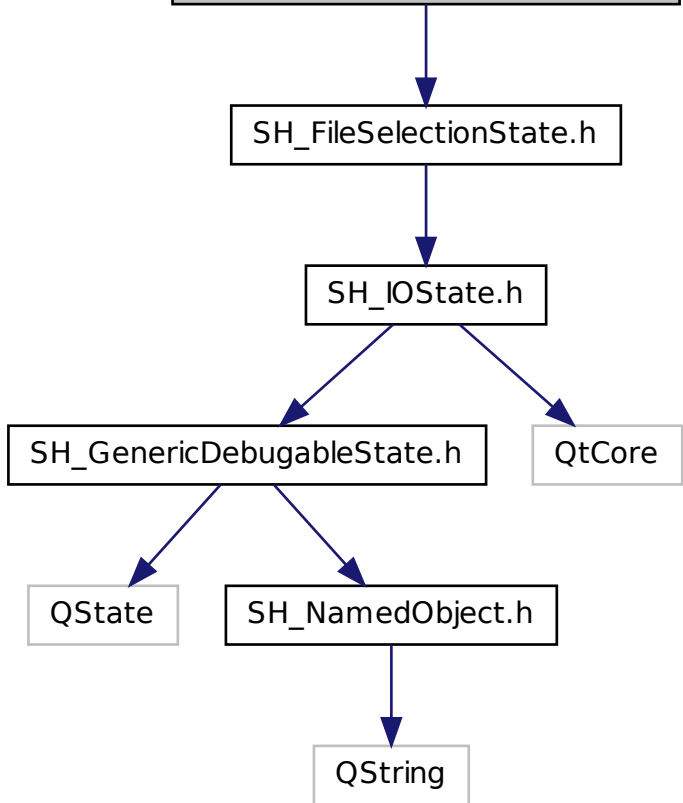 SH_FileSelectionState.h
SH_IOState.h
SH_GenericDebugableState.h
QtCore
QState
SH_NamedObject.h
QString